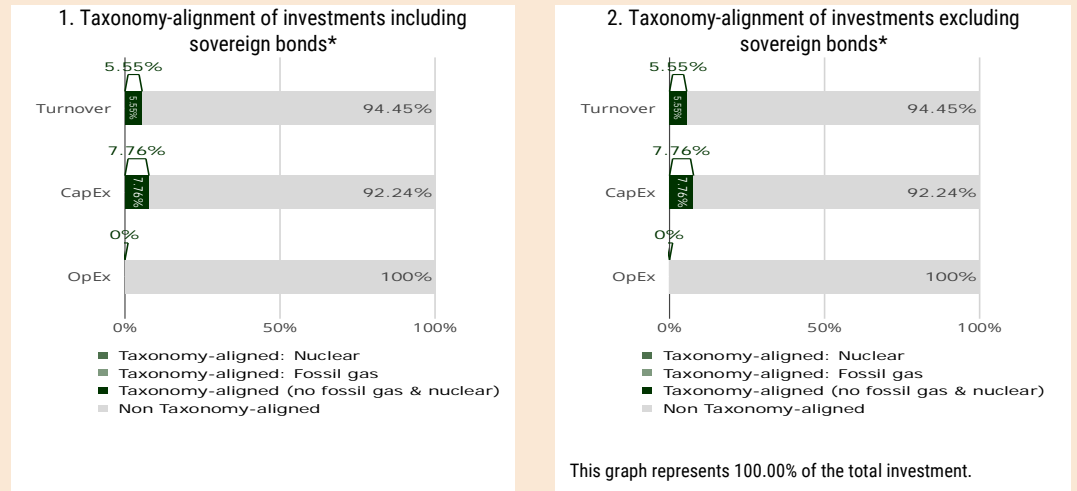 1. Taxonomy-alignment of investments including
sovereign bonds*
5.55%
Turnover
5.55%
94.45%
7.76%
CapEx
7.76%
92.24%
0%
OpEx
100%
0%
50%
100%
Taxonomy-aligned: Nuclear
Taxonomy-aligned: Fossil gas
Taxonomy-aligned (no fossil gas & nuclear)
Non Taxonomy-aligned
2. Taxonomy-alignment of investments excluding
sovereign bonds*
5.55%
Turnover
5.55%
94.45%
7.76%
CapEx
7.76%
92.24%
0%
OpEx
100%
0%
50%
100%
Taxonomy-aligned: Nuclear
Taxonomy-aligned: Fossil gas
Taxonomy-aligned (no fossil gas & nuclear)
Non Taxonomy-aligned
This graph represents 100.00% of the total investment.